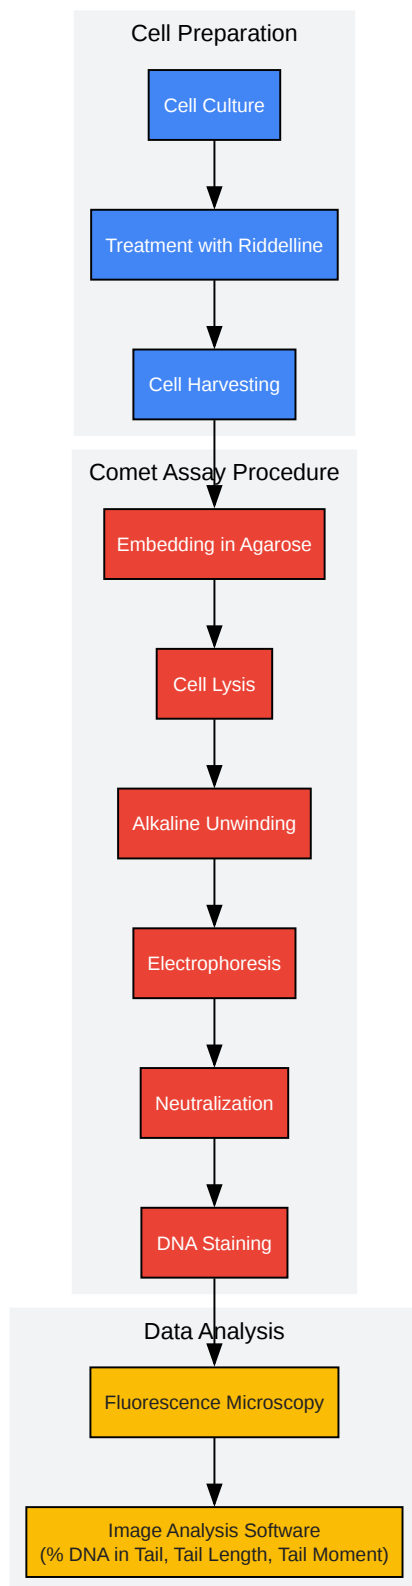 Cell Preparation
Cell Culture
Treatment with Riddelline
Cell Harvesting
Comet Assay Procedure
Embedding in Agarose
Cell Lysis
Alkaline Unwinding
Electrophoresis
Neutralization
DNA Staining
Data Analysis
Fluorescence Microscopy
Image Analysis Software
(% DNA in Tail, Tail Length, Tail Moment)